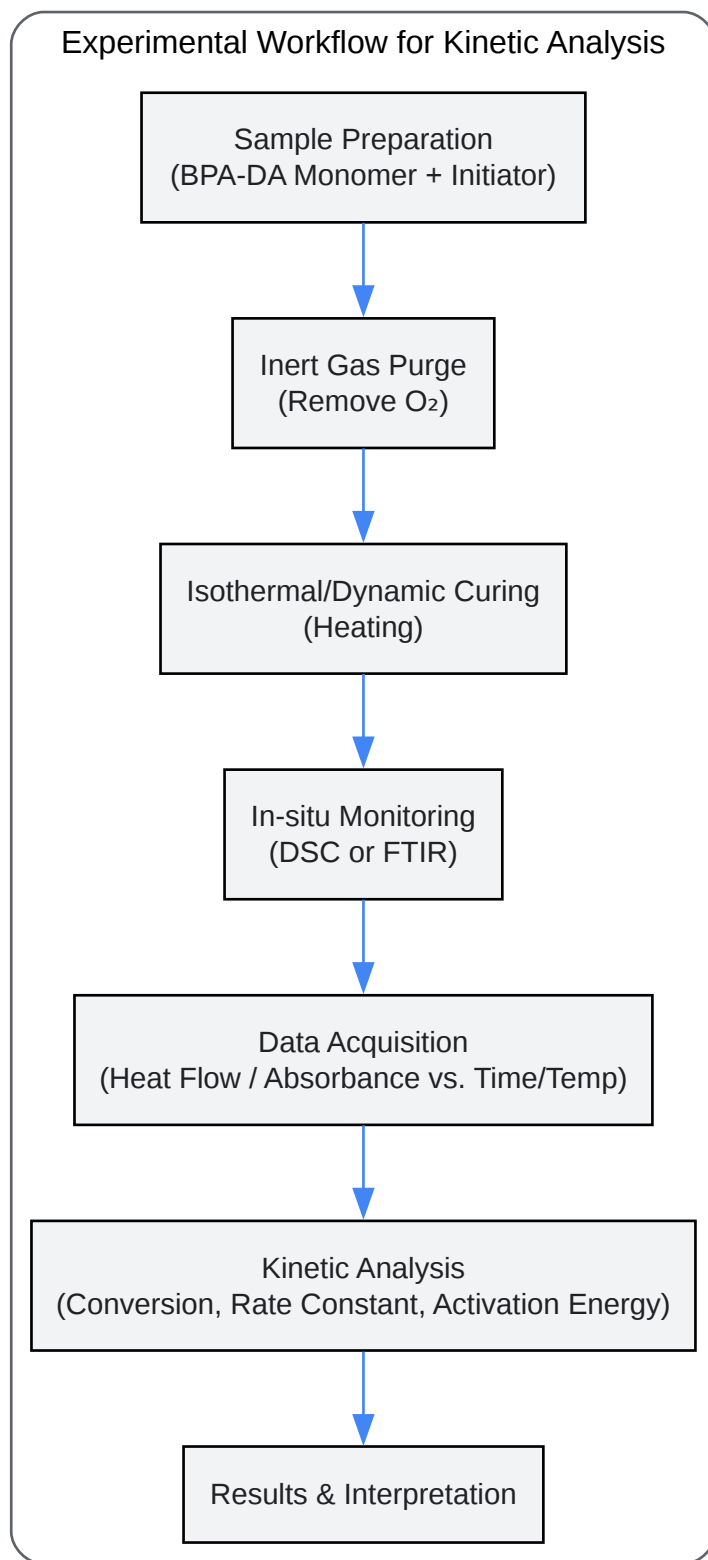 Experimental Workflow for Kinetic Analysis
Sample Preparation
(BPA-DA Monomer + Initiator)
Inert Gas Purge
(Remove O₂)
Isothermal/Dynamic Curing
(Heating)
In-situ Monitoring
(DSC or FTIR)
Data Acquisition
(Heat Flow / Absorbance vs. Time/Temp)
Kinetic Analysis
(Conversion, Rate Constant, Activation Energy)
Results & Interpretation